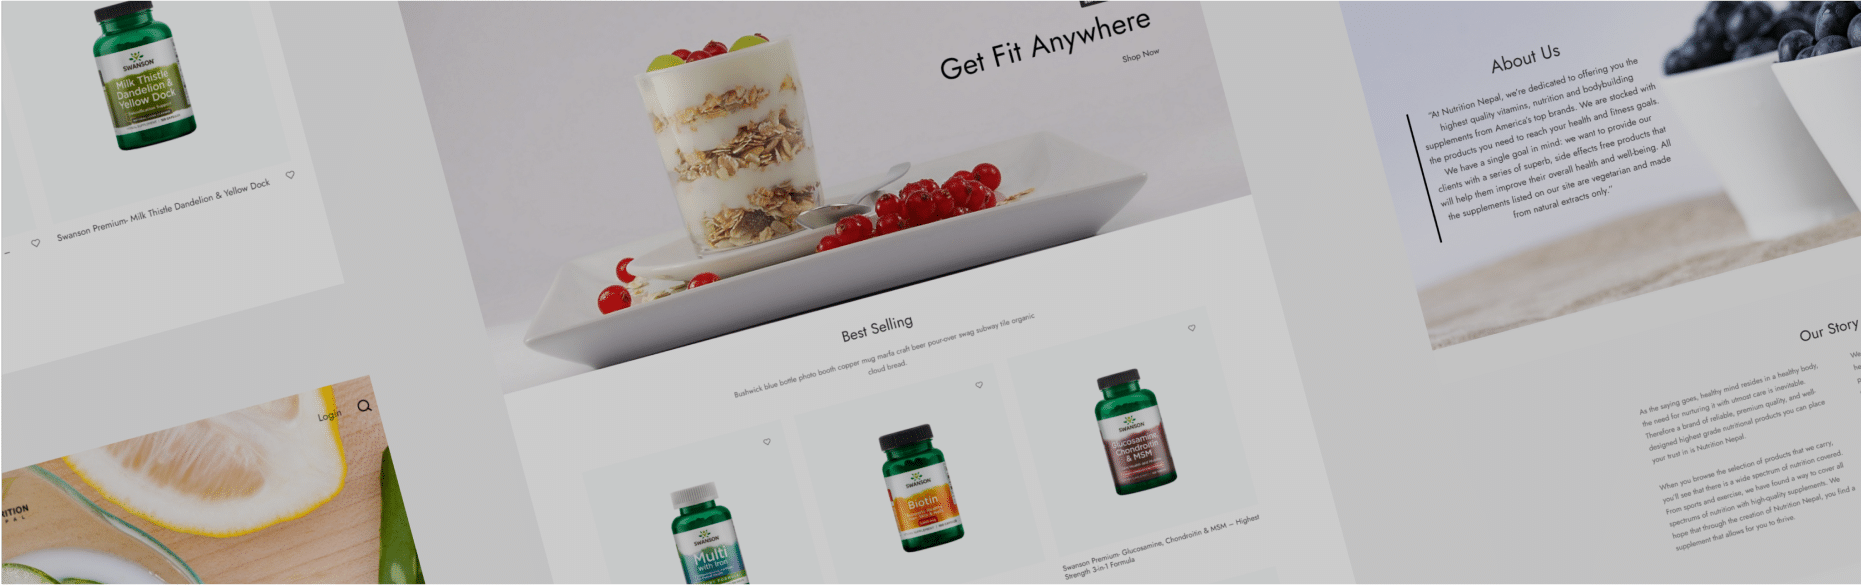 SWANSON
Milk Thistle
Dandelion &
Yellow Dock
Swanson Premium- Milk Thistle Dandelion & Yellow Dock
Login
Get Fit Anywhere
Shop Now
Best Selling
Bushwick blue bottle photo booth copper mug marfa craft beer pour-over swag subway tile organic
cloud bread.
SWANSON
Multi
with Iron
SWANSON
Biotin
SWANSON
Glucosamine,
Chondroitin
& MSM
Swanson Premium- Glucosamine, Chondroitin & MSM – Highest
Strength 3-in-1 Formula
About Us
"At Nutrition Nepal, we're dedicated to offering you the
highest quality vitamins, nutrition and bodybuilding
supplements from America's top brands. We are stocked with
the products you need to reach your health and fitness goals.
We have a single goal in mind: we want to provide our
clients with a series of superb, side effects free products that
will help them improve their overall health and well-being. All
the supplements listed on our site are vegetarian and made
from natural extracts only."
Our Story
As the saying goes, healthy mind resides in a healthy body,
the need for nurturing it with utmost care is inevitable.
Therefore a brand of reliable, premium quality, and well-
designed highest grade nutritional products you can place
your trust in is Nutrition Nepal.
When you browse the selection of products that we carry,
you'll see that there is a wide spectrum of nutrition covered.
From sports and exercise, we have found a way to cover all
spectrums of nutrition with high-quality supplements. We
hope that through the creation of Nutrition Nepal, you find a
supplement that allows for you to thrive.